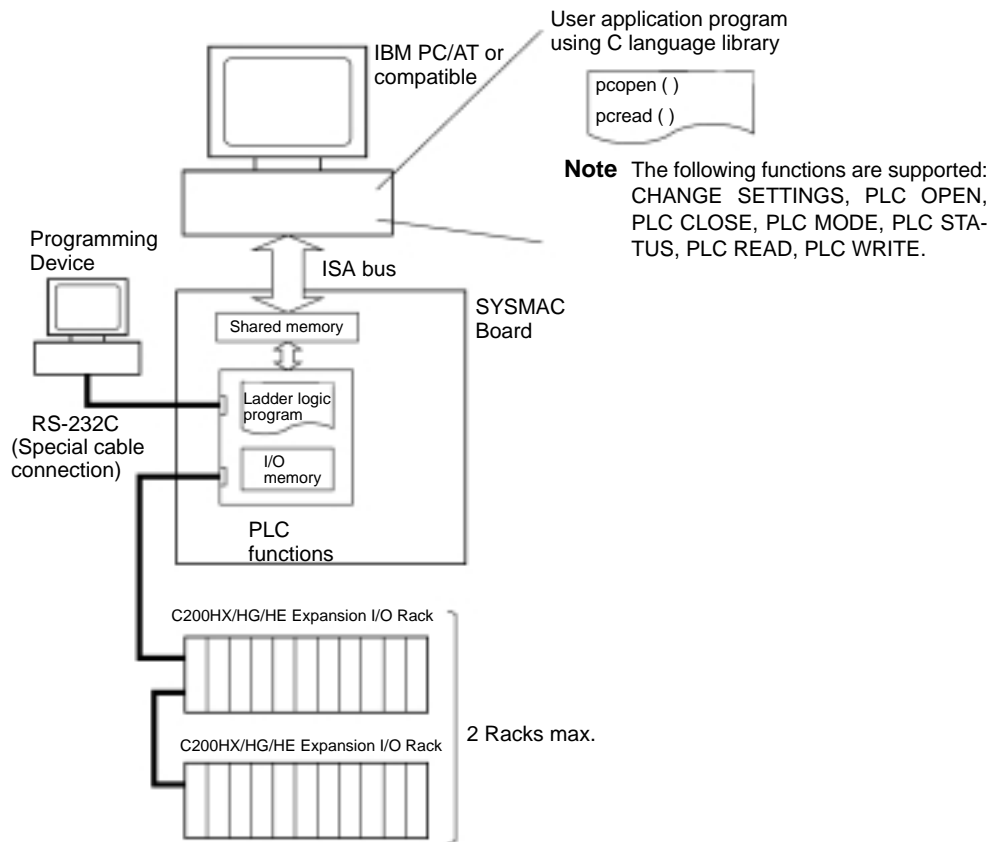 User application program
using C language library
IBM PC/AT or
compatible
pcopen ( )
pcread ( )
Note The following functions are supported:
CHANGE SETTINGS, PLC OPEN,
PLC CLOSE, PLC MODE, PLC STA-
TUS, PLC READ, PLC WRITE.
Programming
Device
ISA bus
SYSMAC
Board
Shared memory
Ladder logic
program
RS-232C
(Special cable
connection)
I/O
memory
PLC
functions
C200HX/HG/HE Expansion I/O Rack
2 Racks max.
C200HX/HG/HE Expansion I/O Rack